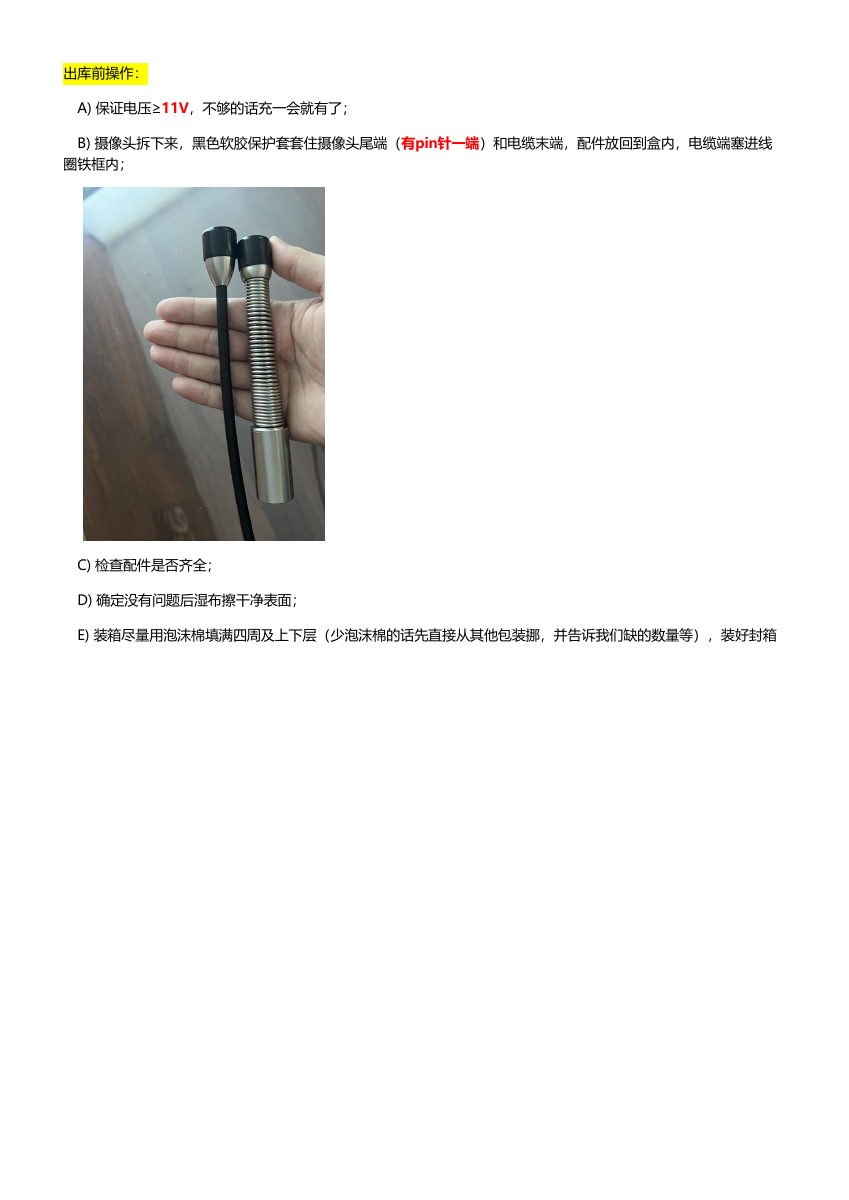 出库前操作：
A) 保证电压≥11V，不够的话充一会就有了；
B) 摄像头拆下来，黑色软胶保护套套住摄像头尾端（有pin针一端）和电缆末端，配件放回到盒内，电缆端塞进线
圈铁框内；
C) 检查配件是否齐全；
D) 确定没有问题后湿布擦干净表面；
E) 装箱尽量用泡沫棉填满四周及上下层（少泡沫棉的话先直接从其他包装挪，并告诉我们缺的数量等），装好封箱